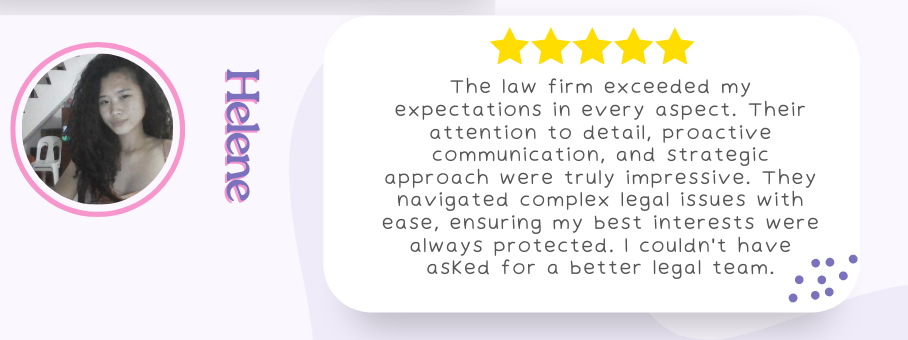 Helene
The law firm exceeded my
expectations in every aspect. Their
attention to detail, proactive
communication, and strategic
approach were truly impressive. They
navigated complex legal issues with
ease, ensuring my best interests were
always protected. I couldn't have
asked for a better legal team.